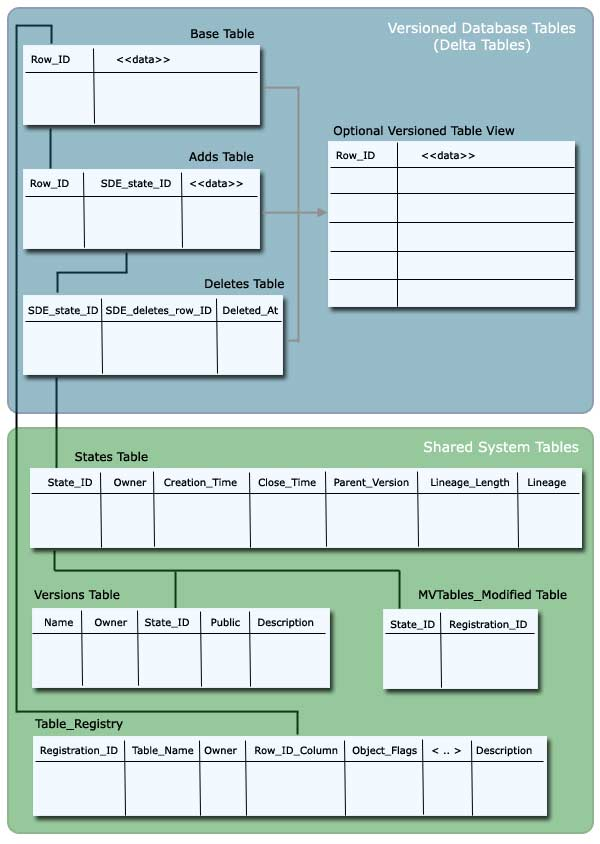 Versioned Database Tables
(Delta Tables)
Base Table
Row_ID <<data>>
Optional Versioned Table View
Row_ID <<data>>
Adds Table
Row_ID SDE_state_ID <<data>>
Deletes Table
SDE_state_ID SDE_deletes_row_ID Deleted_At
Shared System Tables
States Table
State_ID Owner Creation_Time Close_Time Parent_Version Lineage_Length Lineage
Versions Table
Name Owner State_ID Public Description
MVTables_Modified Table
State_ID Registration_ID
Table_Registry
Registration_ID Table_Name Owner Row_ID_Column Object_Flags < .. > Description